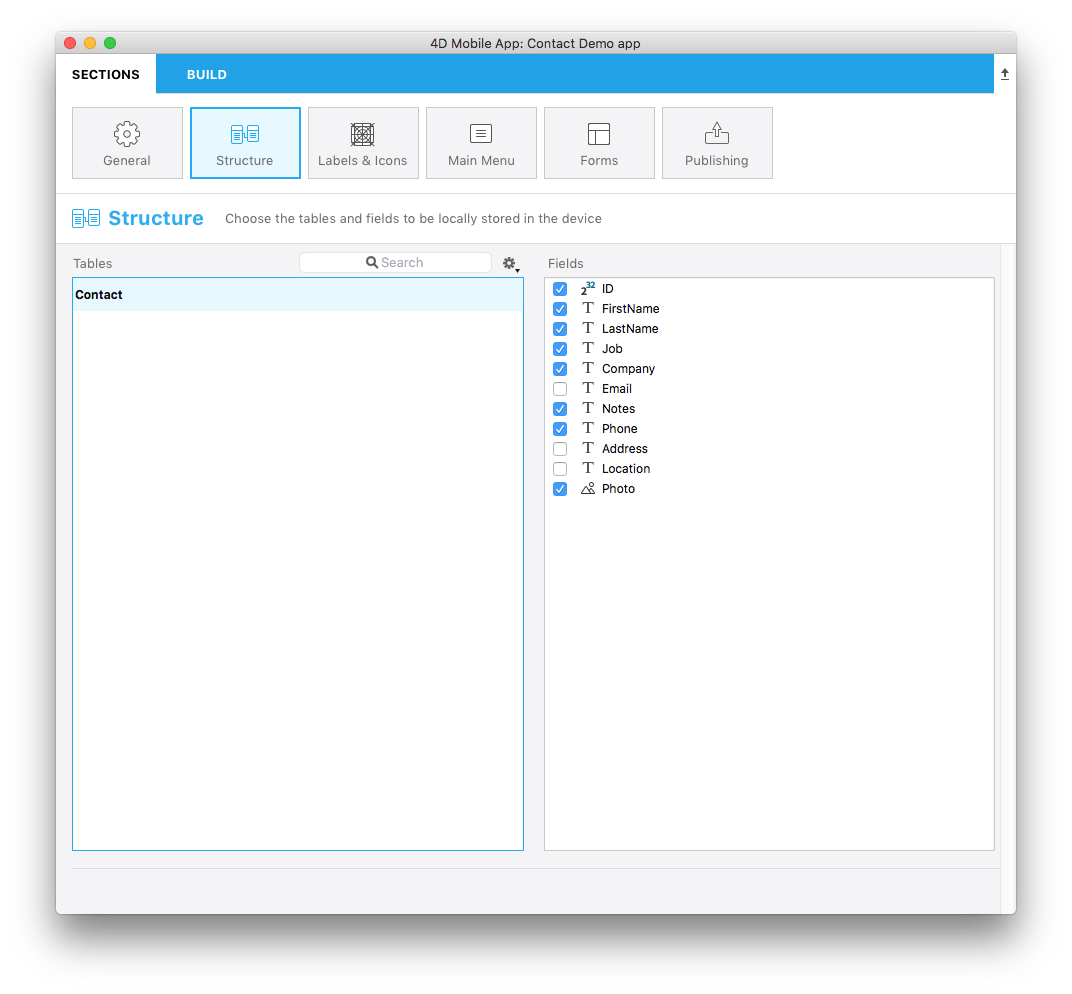 4D Mobile App: Contact Demo app
SECTIONS BUILD
General Structure Labels & Icons Main Menu Forms Publishing
Structure Choose the tables and fields to be locally stored in the device
Tables Search Fields
Contact
2 32 ID
T FirstName
T LastName
T Job
T Company
T Email
T Notes
T Phone
T Address
T Location
Photo